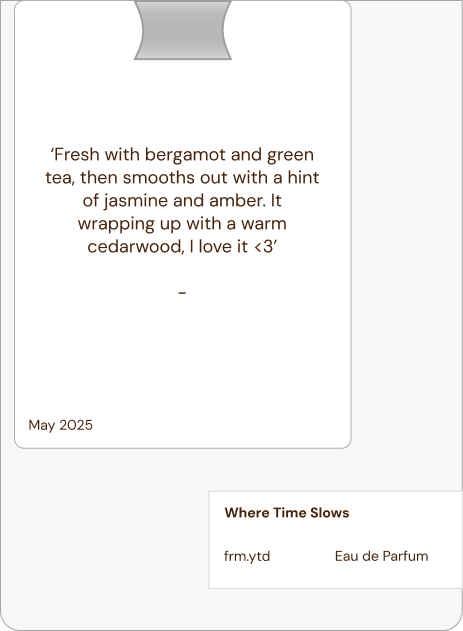 ‘Fresh with bergamot and green
tea, then smooths out with a hint
of jasmine and amber. It
wrapping up with a warm
cedarwood, I love it <3’
–
May 2025
Where Time Slows
frm.ytd Eau de Parfum